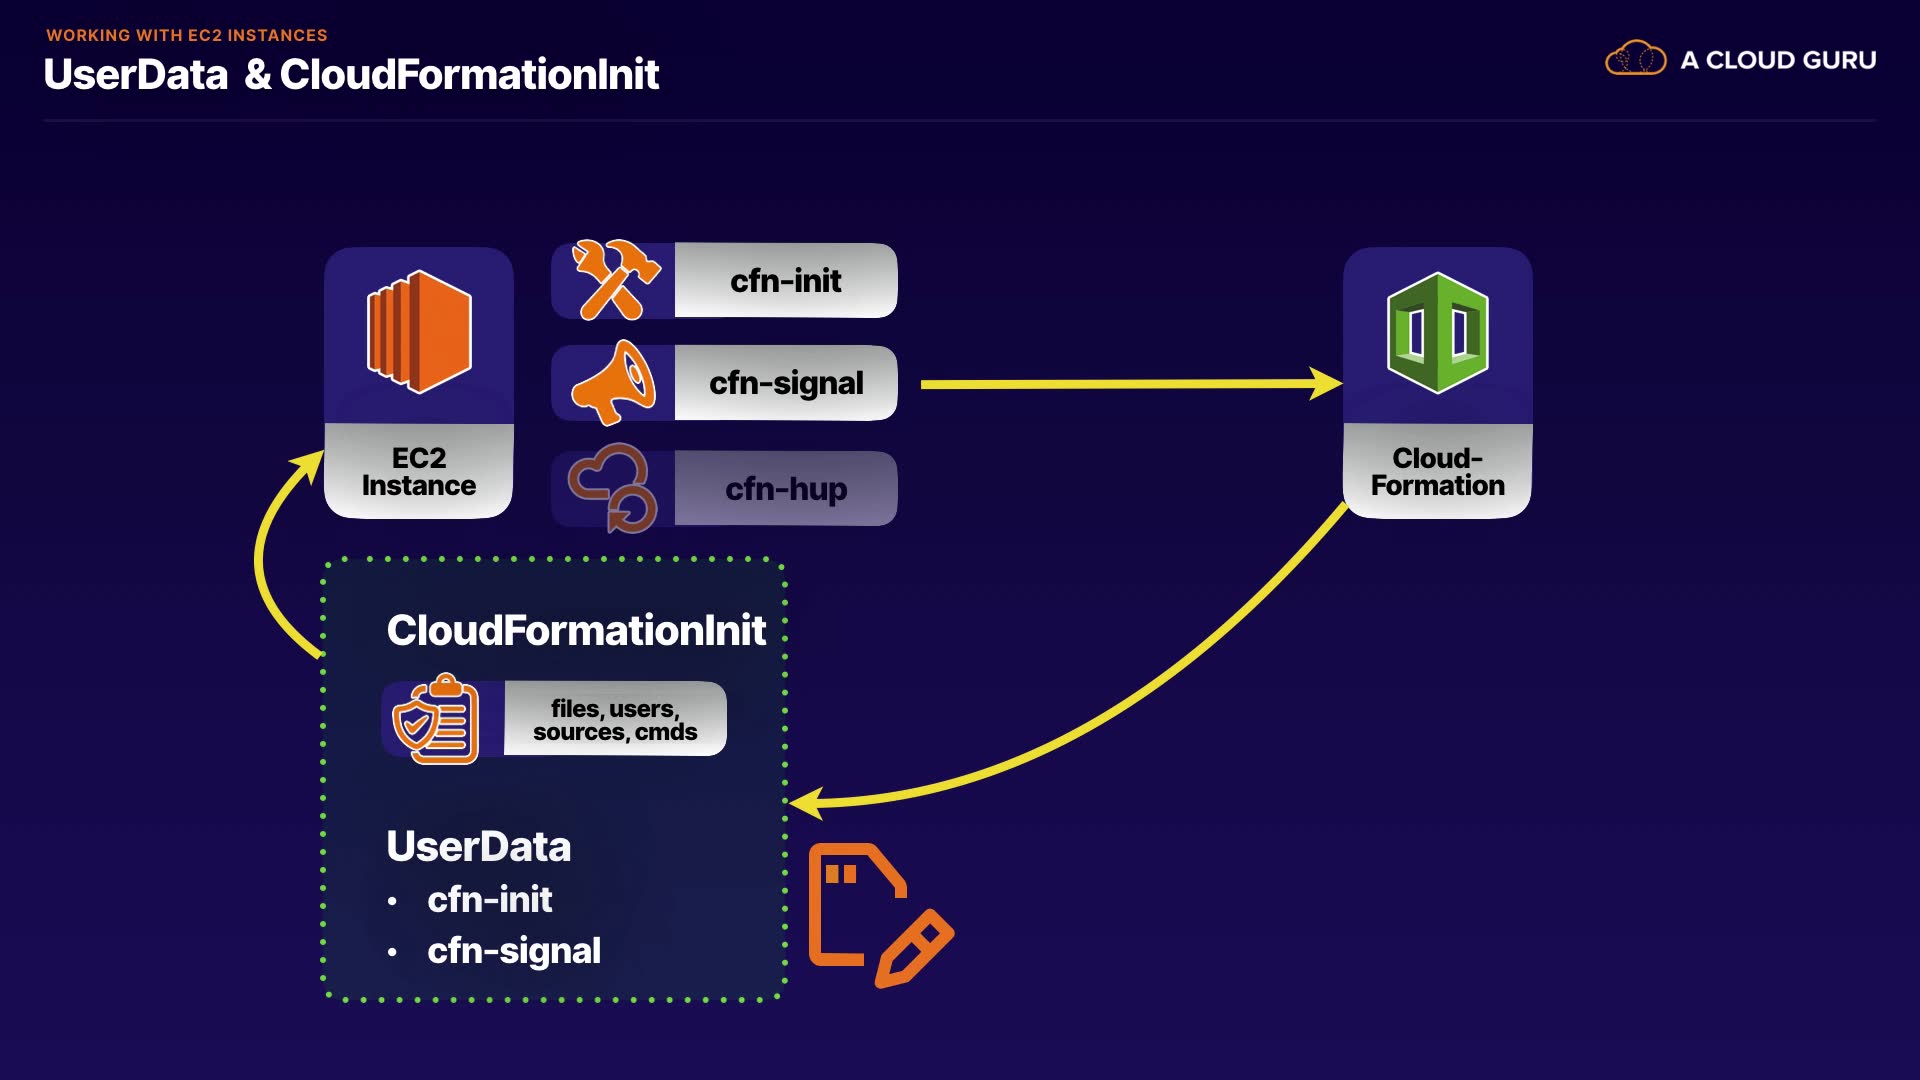 WORKING WITH EC2 INSTANCES
UserData & CloudFormationInit
A CLOUD GURU
EC2
Instance
cfn-init
cfn-signal
cfn-hup
Cloud-
Formation
CloudFormationInit
files, users,
sources, cmds
UserData
• cfn-init
• cfn-signal